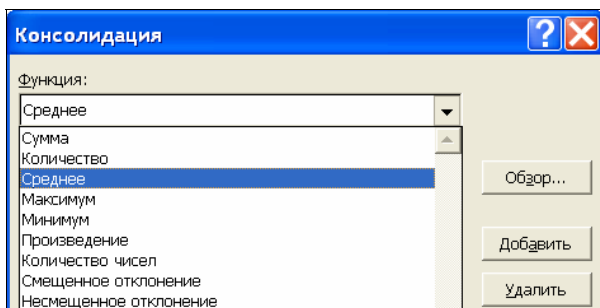 Консолидация
Функция:
Среднее
Сумма
Количество
Среднее
Максимум
Минимум
Произведение
Количество чисел
Смещенное отклонение
Несмещенное отклонение
Обзор...
Добавить
Удалить